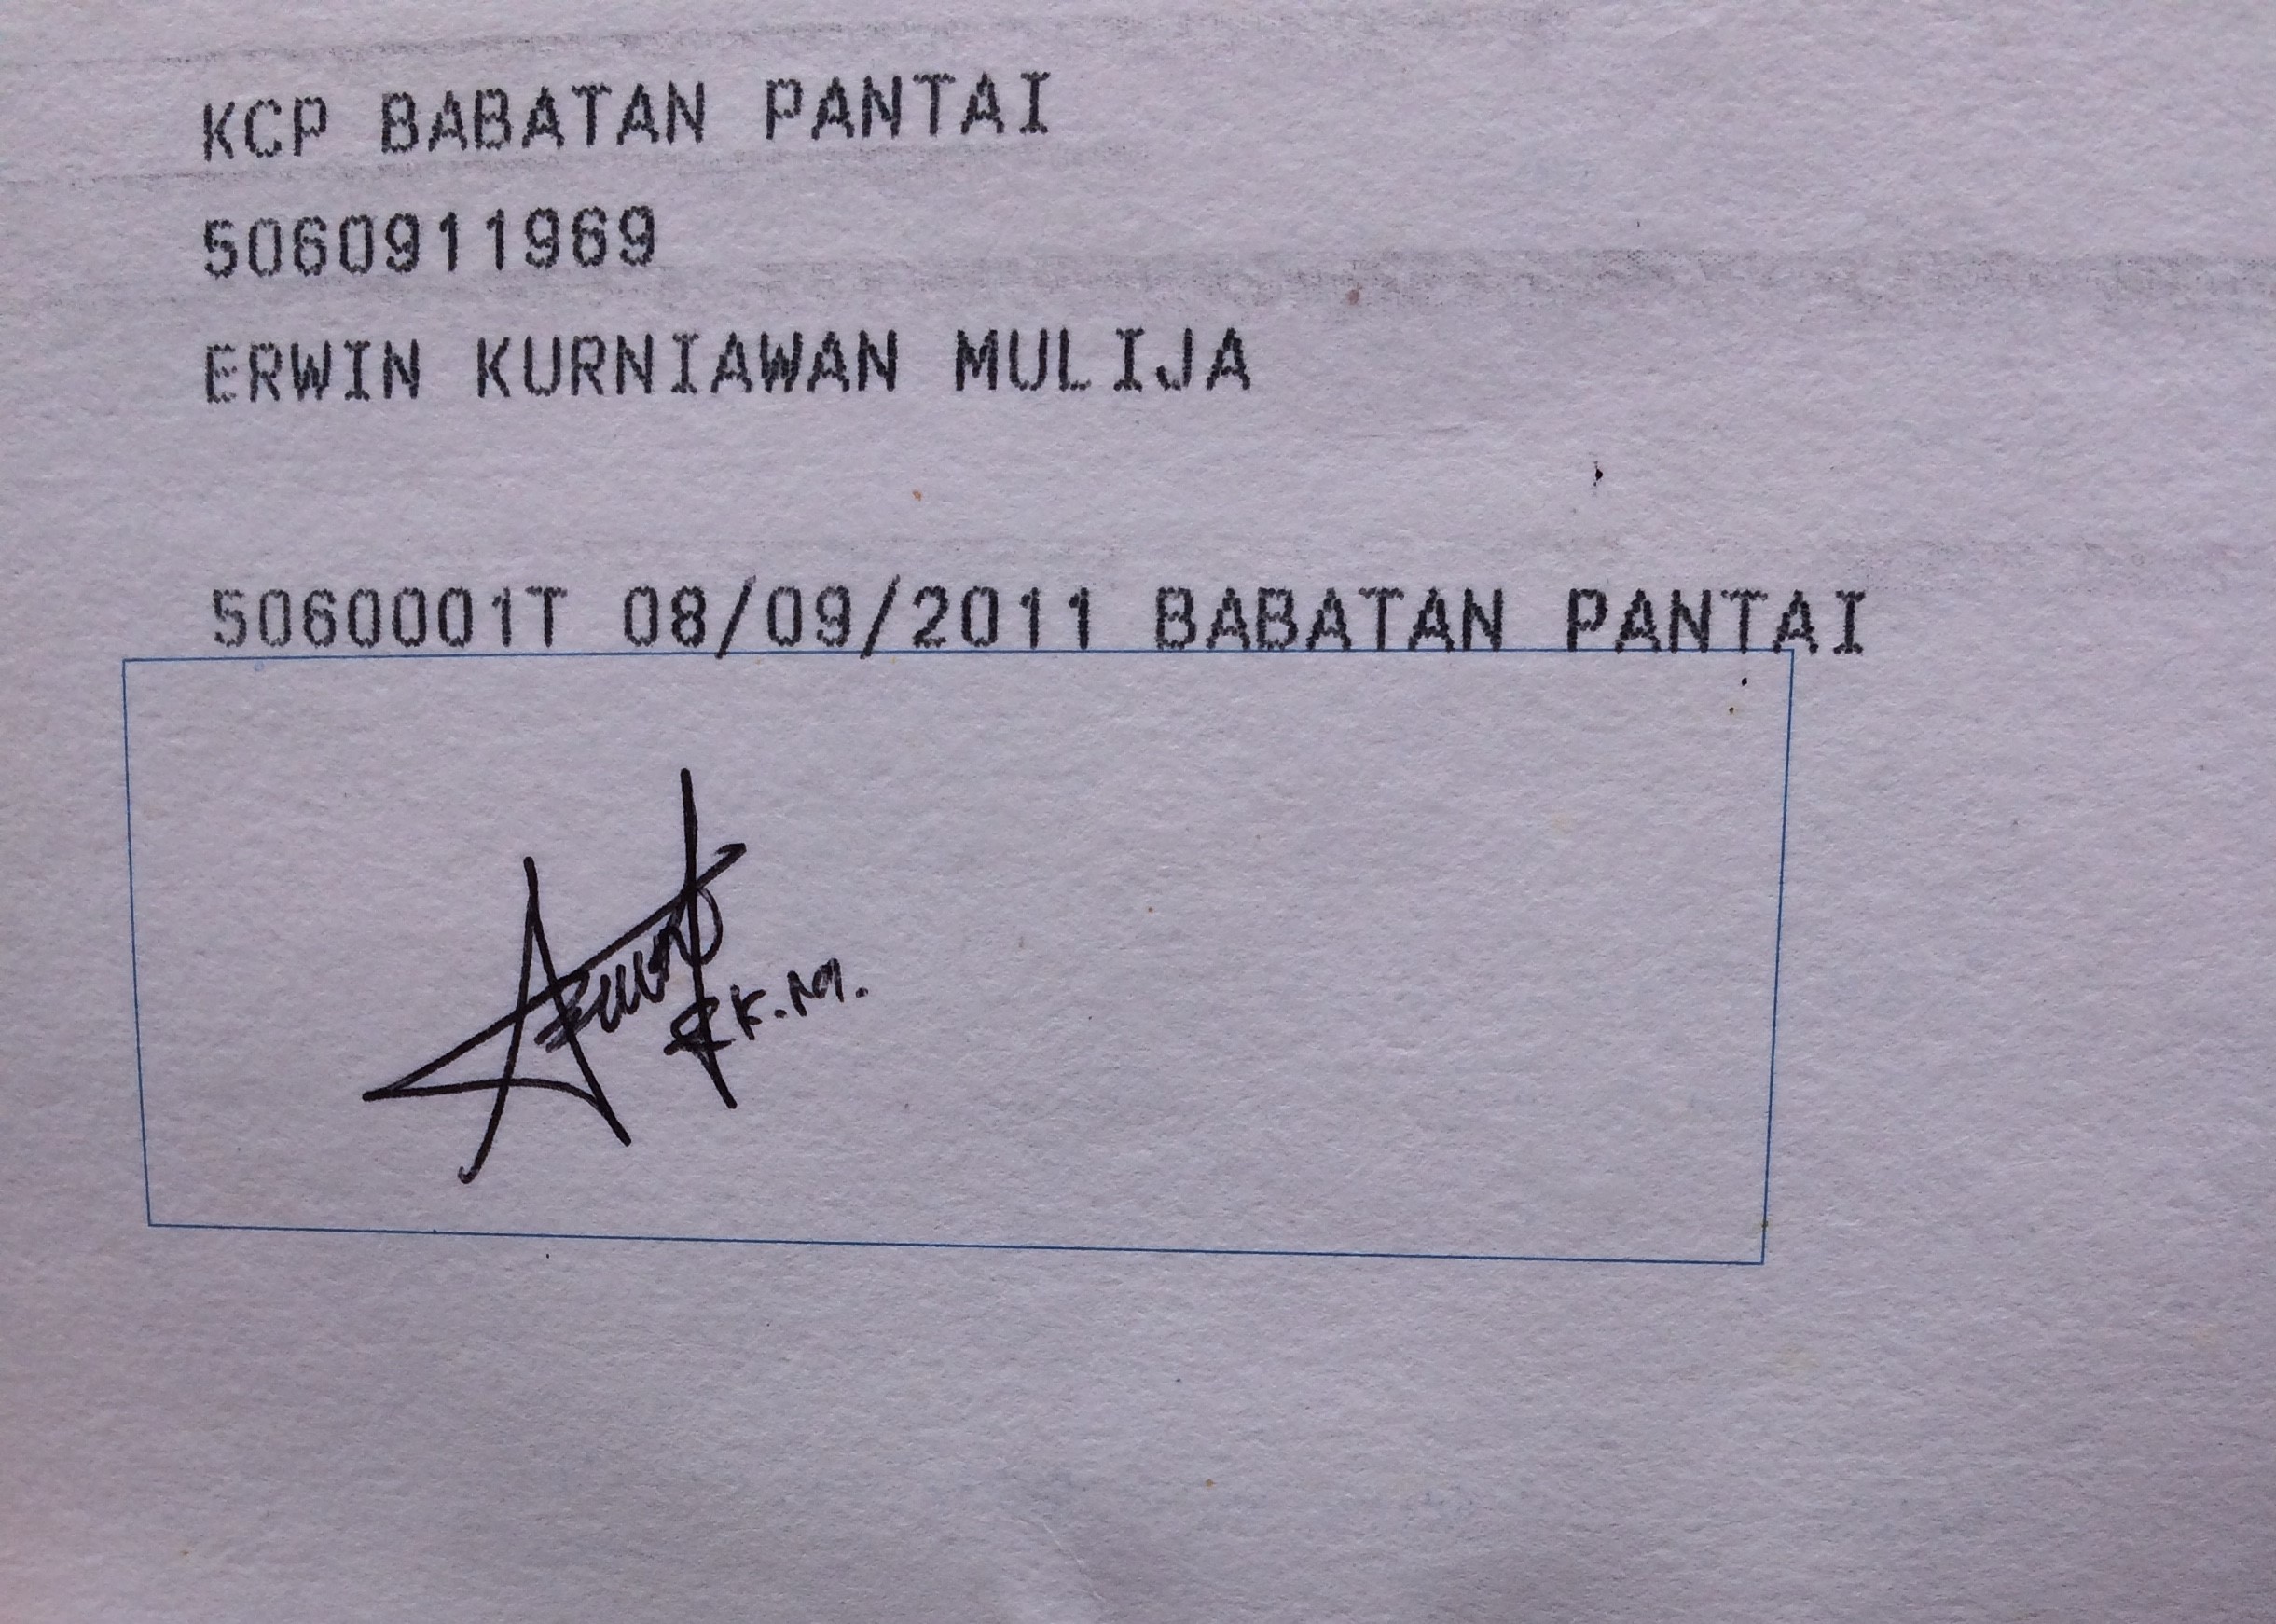 KCP BABATAN PANTAI
5060911969
ERWIN KURNIAWAN MULIJA
5060001T 08/09/2011 BABATAN PANTAI
K.M.